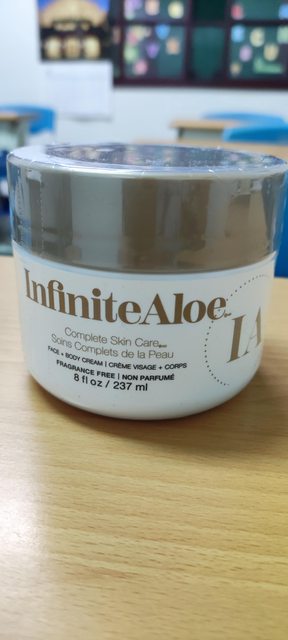 InfiniteAloe
IA
Complete Skin Care
Soins Complets de la Peau
FACE + BODY CREAM | CRÈME VISAGE + CORPS
FRAGRANCE FREE | NON PARFUMÉ
8 fl oz / 237 ml